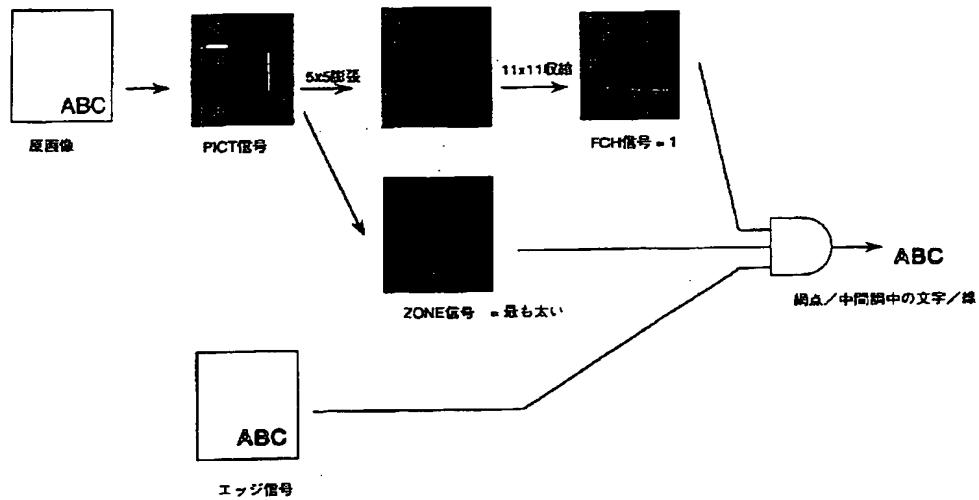 ABC
原画像
PICT信号
5x5膨張
11x11収縮
FCH信号 = 1
ZONE信号 = 最も太い
ABC
網点／中間調中の文字／線
ABC
エッジ信号